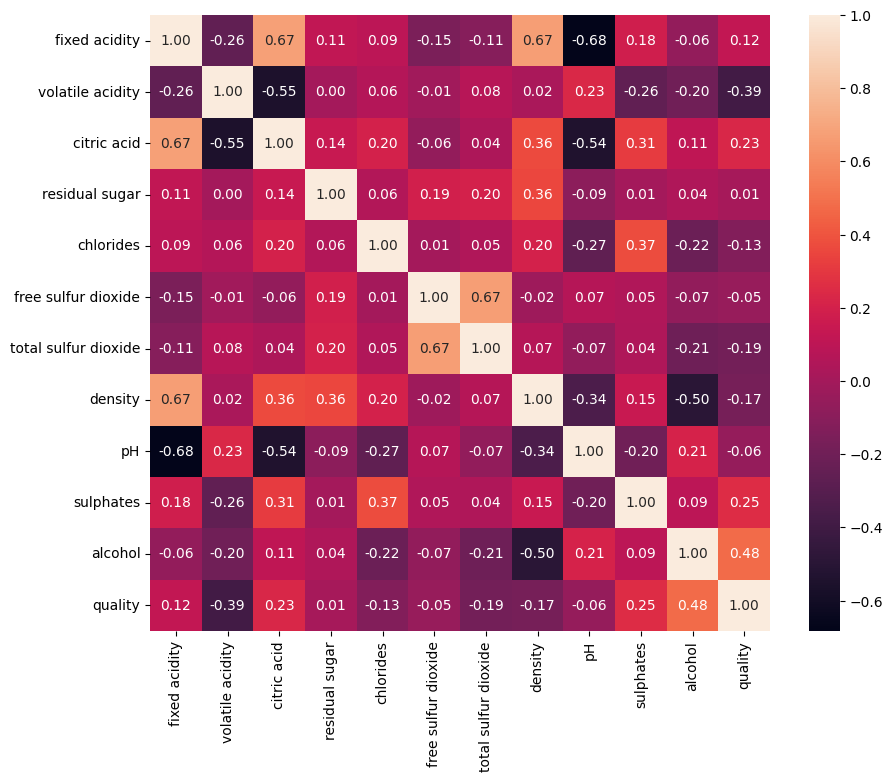 fixed acidity 1.00 -0.26 0.67 0.11 0.09 -0.15 -0.11 0.67 -0.68 0.18 -0.06 0.12
volatile acidity -0.26 1.00 -0.55 0.00 0.06 -0.01 0.08 0.02 0.23 -0.26 -0.20 -0.39
citric acid 0.67 -0.55 1.00 0.14 0.20 -0.06 0.04 0.36 -0.54 0.31 0.11 0.23
residual sugar 0.11 0.00 0.14 1.00 0.06 0.19 0.20 0.36 -0.09 0.01 0.04 0.01
chlorides 0.09 0.06 0.20 0.06 1.00 0.01 0.05 0.20 -0.27 0.37 -0.22 -0.13
free sulfur dioxide -0.15 -0.01 -0.06 0.19 0.01 1.00 0.67 -0.02 0.07 0.05 -0.07 -0.05
total sulfur dioxide -0.11 0.08 0.04 0.20 0.05 0.67 1.00 0.07 -0.07 0.04 -0.21 -0.19
density 0.67 0.02 0.36 0.36 0.20 -0.02 0.07 1.00 -0.34 0.15 -0.50 -0.17
pH -0.68 0.23 -0.54 -0.09 -0.27 0.07 -0.07 -0.34 1.00 -0.20 0.21 -0.06
sulphates 0.18 -0.26 0.31 0.01 0.37 0.05 0.04 0.15 -0.20 1.00 0.09 0.25
alcohol -0.06 -0.20 0.11 0.04 -0.22 -0.07 -0.21 -0.50 0.21 0.09 1.00 0.48
quality 0.12 -0.39 0.23 0.01 -0.13 -0.05 -0.19 -0.17 -0.06 0.25 0.48 1.00
fixed acidity
volatile acidity
citric acid
residual sugar
chlorides
free sulfur dioxide
total sulfur dioxide
density
pH
sulphates
alcohol
quality
1.0
0.8
0.6
0.4
0.2
0.0
−0.2
−0.4
−0.6